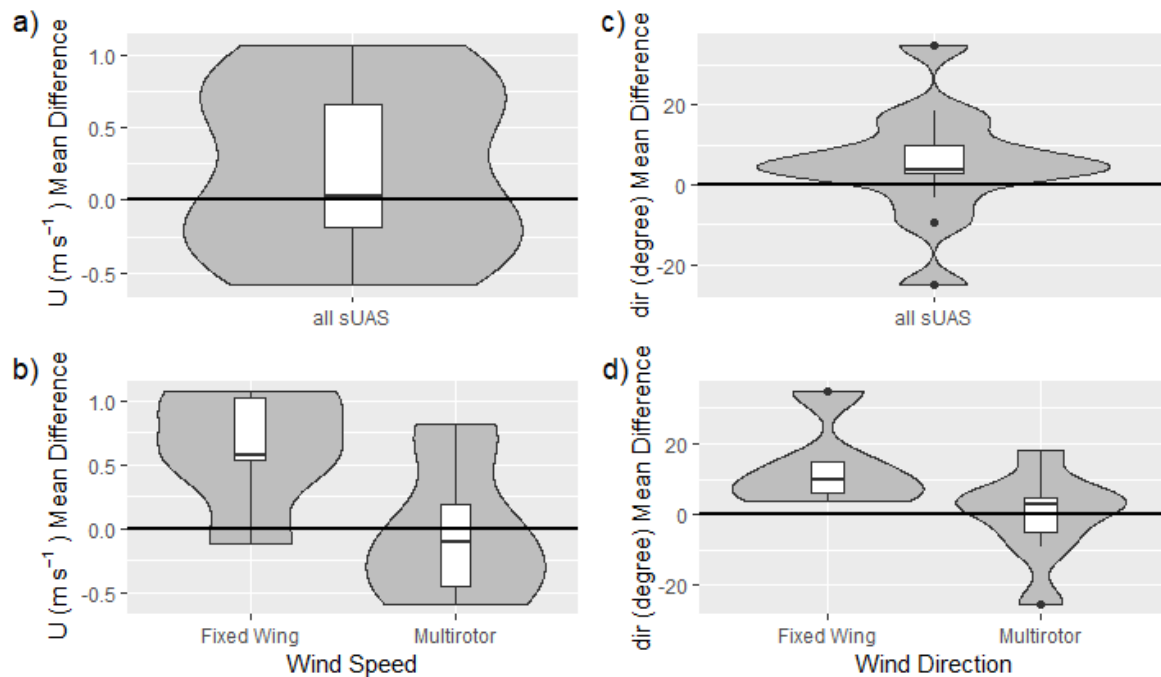 a)
U (m s⁻¹) Mean Difference
1.0
0.5
0.0
-0.5
all sUAS
c)
dir (degree) Mean Difference
20
0
-20
all sUAS
b)
U (m s⁻¹) Mean Difference
1.0
0.5
0.0
-0.5
Fixed Wing Multirotor
Wind Speed
d)
dir (degree) Mean Difference
20
0
-20
Fixed Wing Multirotor
Wind Direction